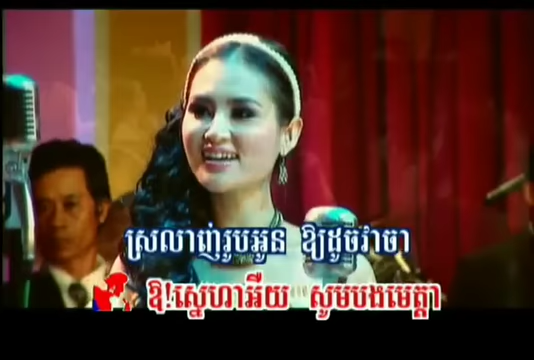 ស្រលាញ់រូបអូន ឱ្យដូចវាចា
ឱ!ស្នេហាអើយ សូមបងមេត្តា